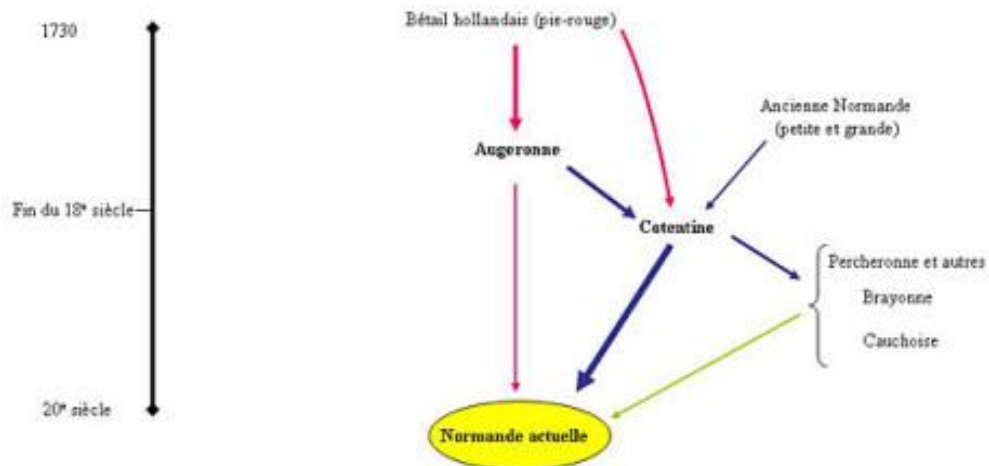 1730
Bétail hollandais (pie-rouge)
Ancienne Normande
(petite et grande)
Augeronne
Fin du 18e siècle
Cotentine
Percheronne et autres
Brayonne
Cauchoise
20e siècle
Normande actuelle